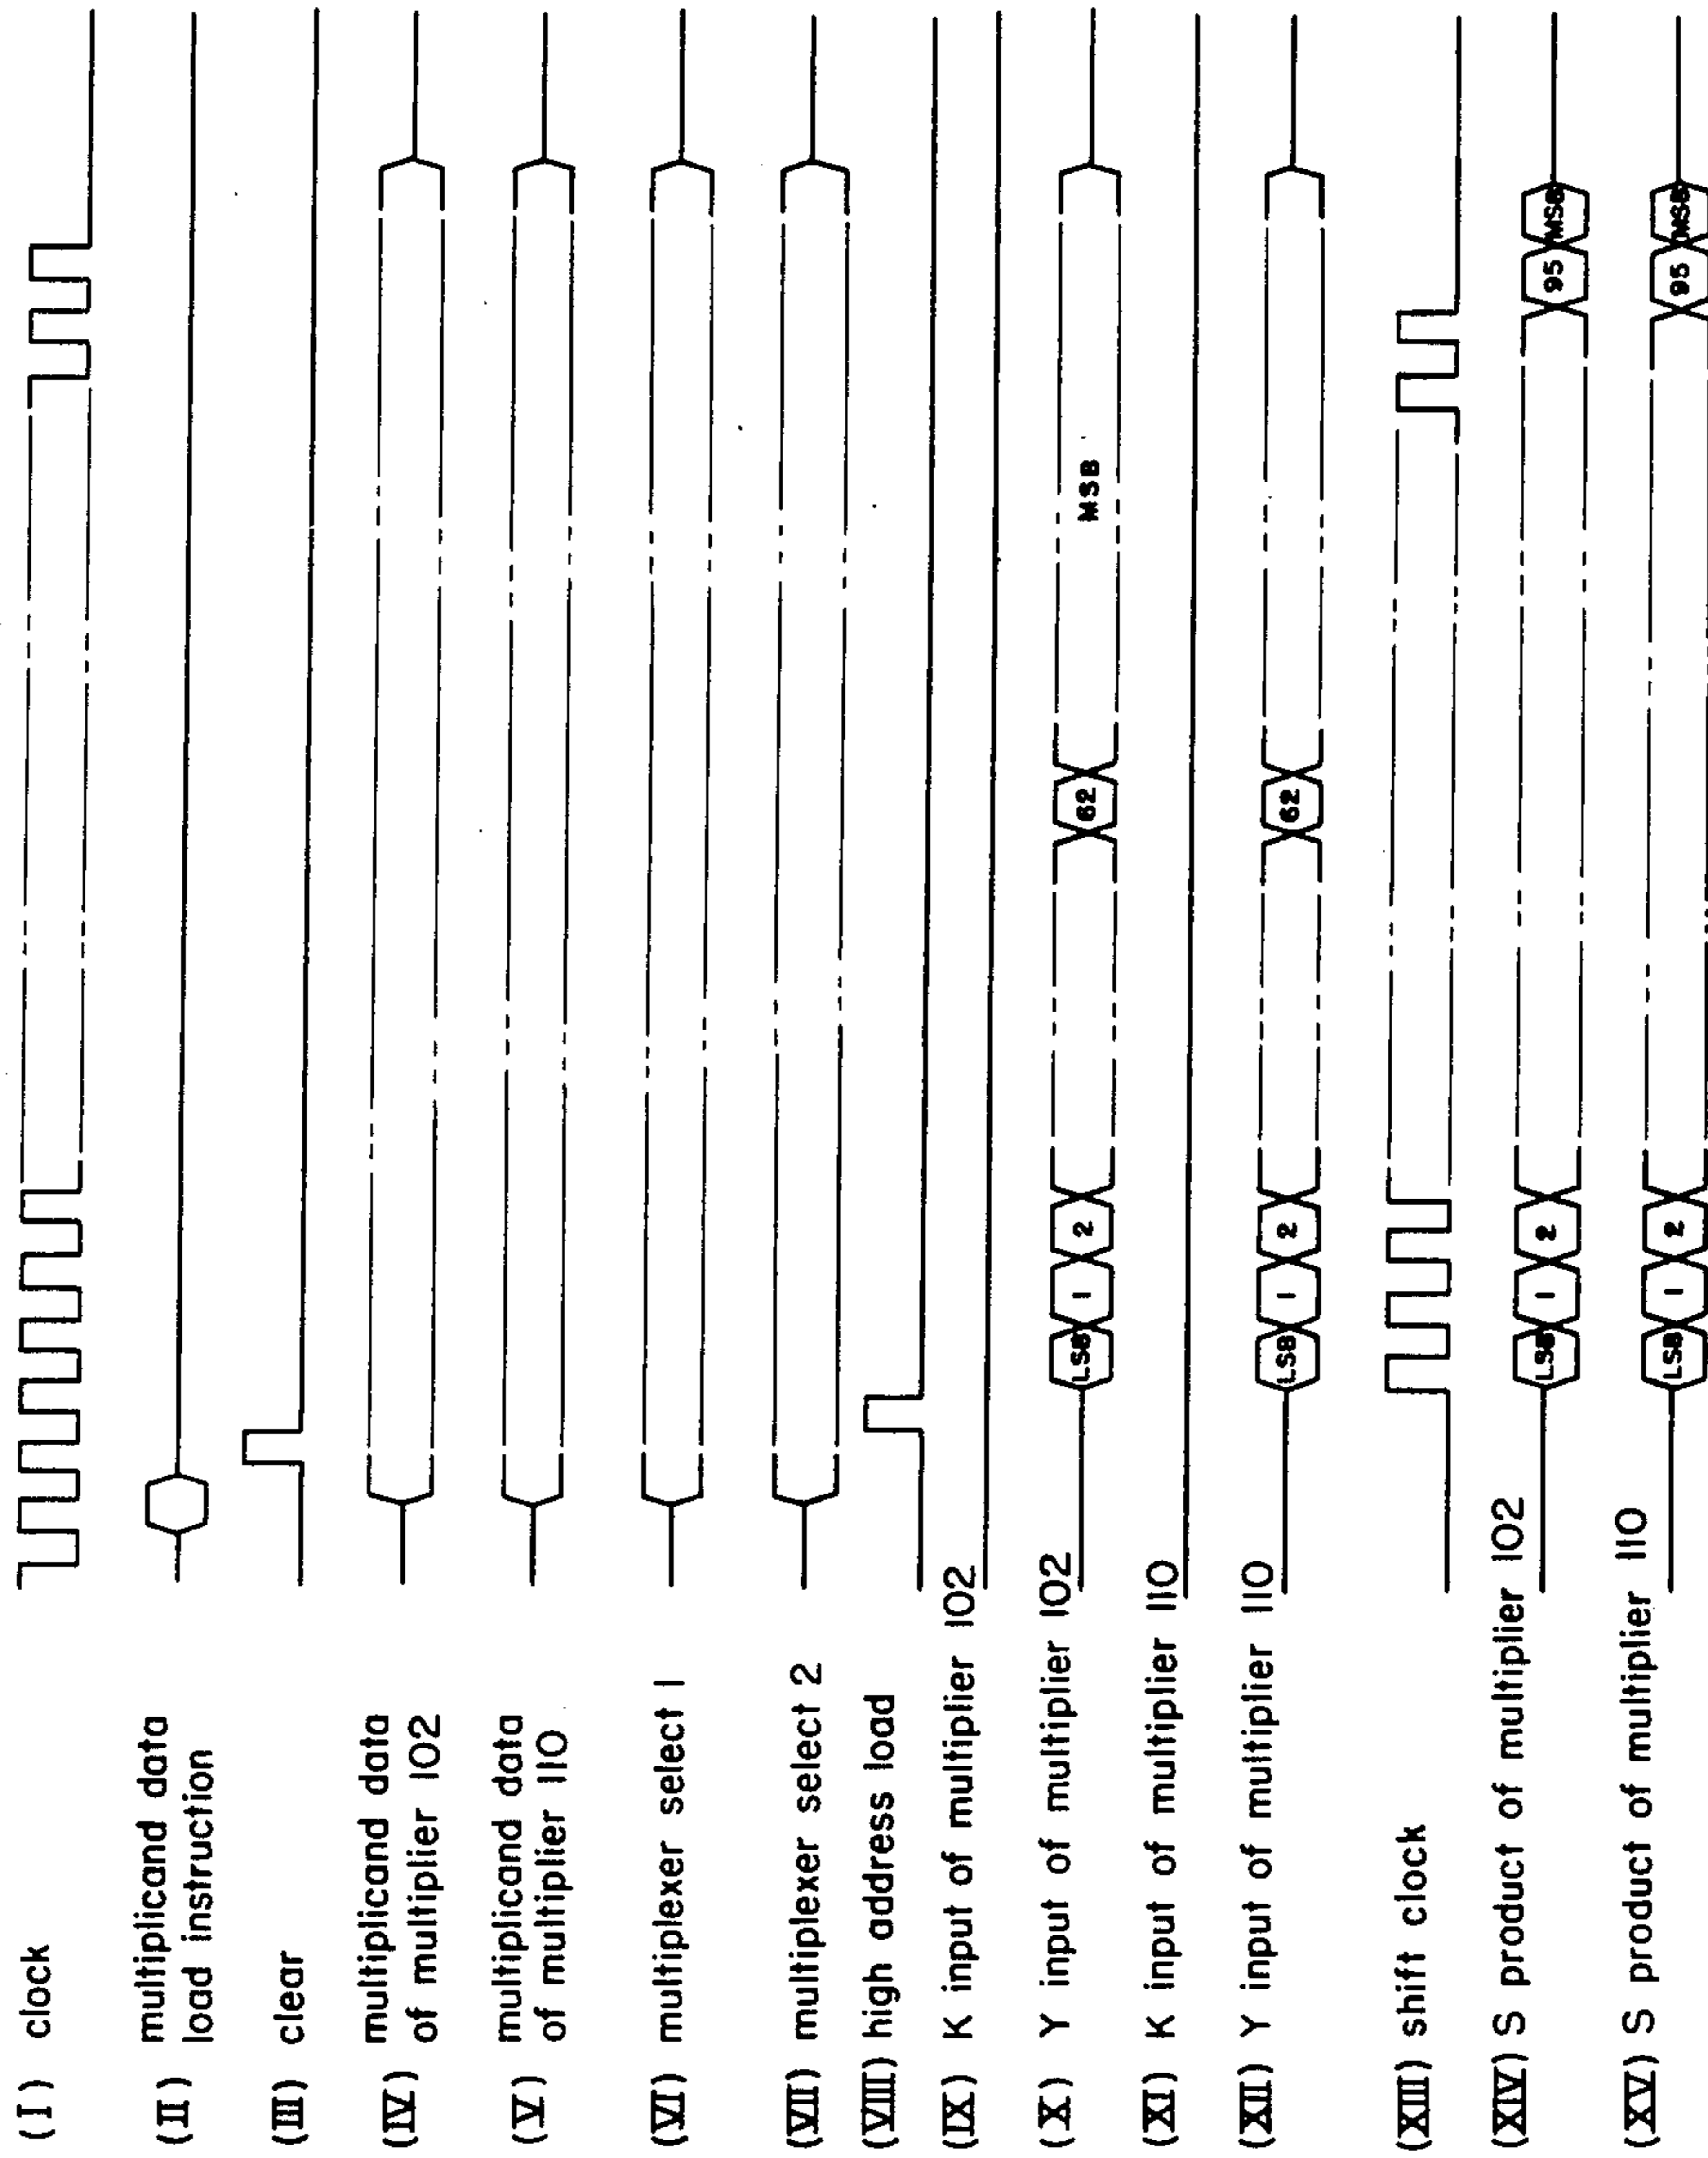 (I) clock
(II) multiplicand data
load instruction
(III) clear
(IV) multiplicand data
of multiplier 102
(V) multiplicand data
of multiplier 110
(VI) multiplexer select 1
(VII) multiplexer select 2
(VIII) high address load
(IX) K input of multiplier 102
(X) Y input of multiplier 102
LSB 1 2 62 MSB
(XI) K input of multiplier 110
(XII) Y input of multiplier 110
LSB 1 2 62
(XIII) shift clock
(XIV) S product of multiplier 102
LSB 1 2 95 MSB
(XV) S product of multiplier 110
LSB 1 2 95 MSB